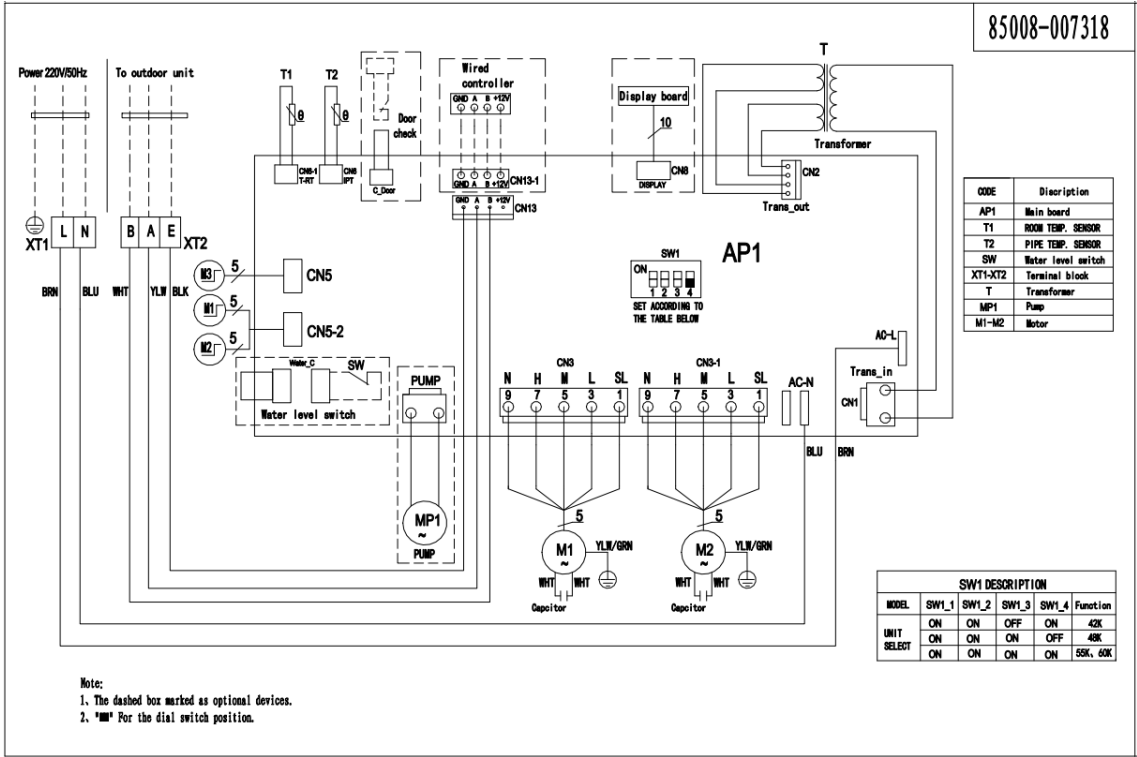 85008-007318
Power 220V/50Hz
To outdoor unit
T1
T2
θ
θ
CN6-1
T-RT
CN6
IPT
Door
check
C_Door
Wired
controller
GND A B +12V
GND A B +12V
CN13-1
GND A B +12V
CN13
Display board
10
CN8
DISPLAY
T
Transformer
CN2
Trans_out
XT1
L N
B A E
XT2
BRN
BLU
WHT
YLW
BLK
M3
5
CN5
M1
5
CN5-2
M2
5
Water_C
SW
Water level switch
SW1
ON
1 2 3 4
SET ACCORDING TO
THE TABLE BELOW
AP1
CODE Discription
AP1 Main board
T1 ROOM TEMP. SENSOR
T2 PIPE TEMP. SENSOR
SW Water level switch
XT1-XT2 Terminal block
T Transformer
MP1 Pump
M1-M2 Motor
PUMP
MP1
~
PUMP
CN3
N H M L SL
9 7 5 3 1
CN3-1
N H M L SL
9 7 5 3 1
AC-N
AC-L
Trans_in
CN1
BLU
BRN
5
M1
~
YLW/GRN
WHT
WHT
Capcitor
5
M2
~
YLW/GRN
WHT
WHT
Capcitor
SW1 DESCRIPTION
MODEL SW1_1 SW1_2 SW1_3 SW1_4 Function
UNIT
SELECT
ON ON OFF ON 42K
ON ON ON OFF 48K
ON ON ON ON 55K、60K
Note:
1、The dashed box marked as optional devices.
2、"■■" For the dial switch position.